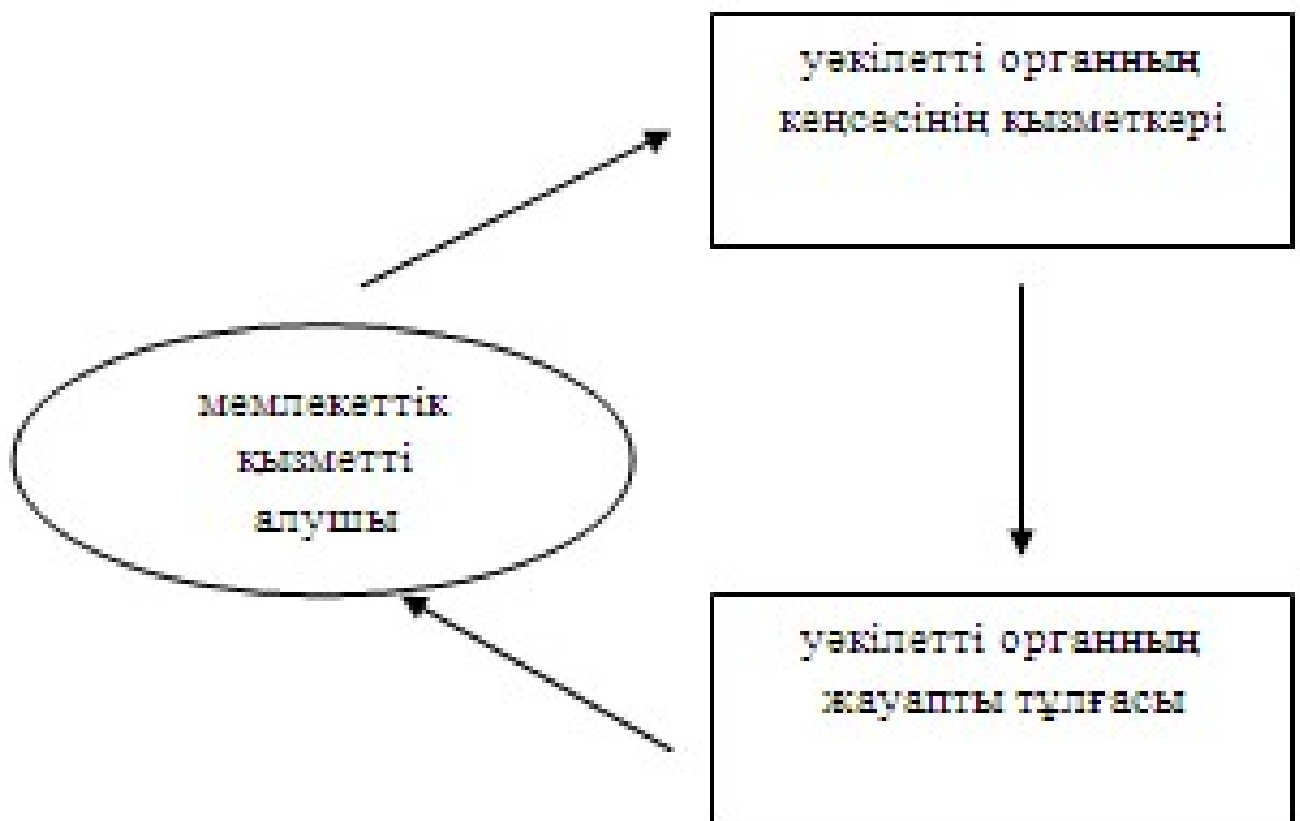 уәкілетті органның
кеңсесінің қызметкері
мемлекеттік
қызметті
алушы
уәкілетті органның
жауапты тұлғасы